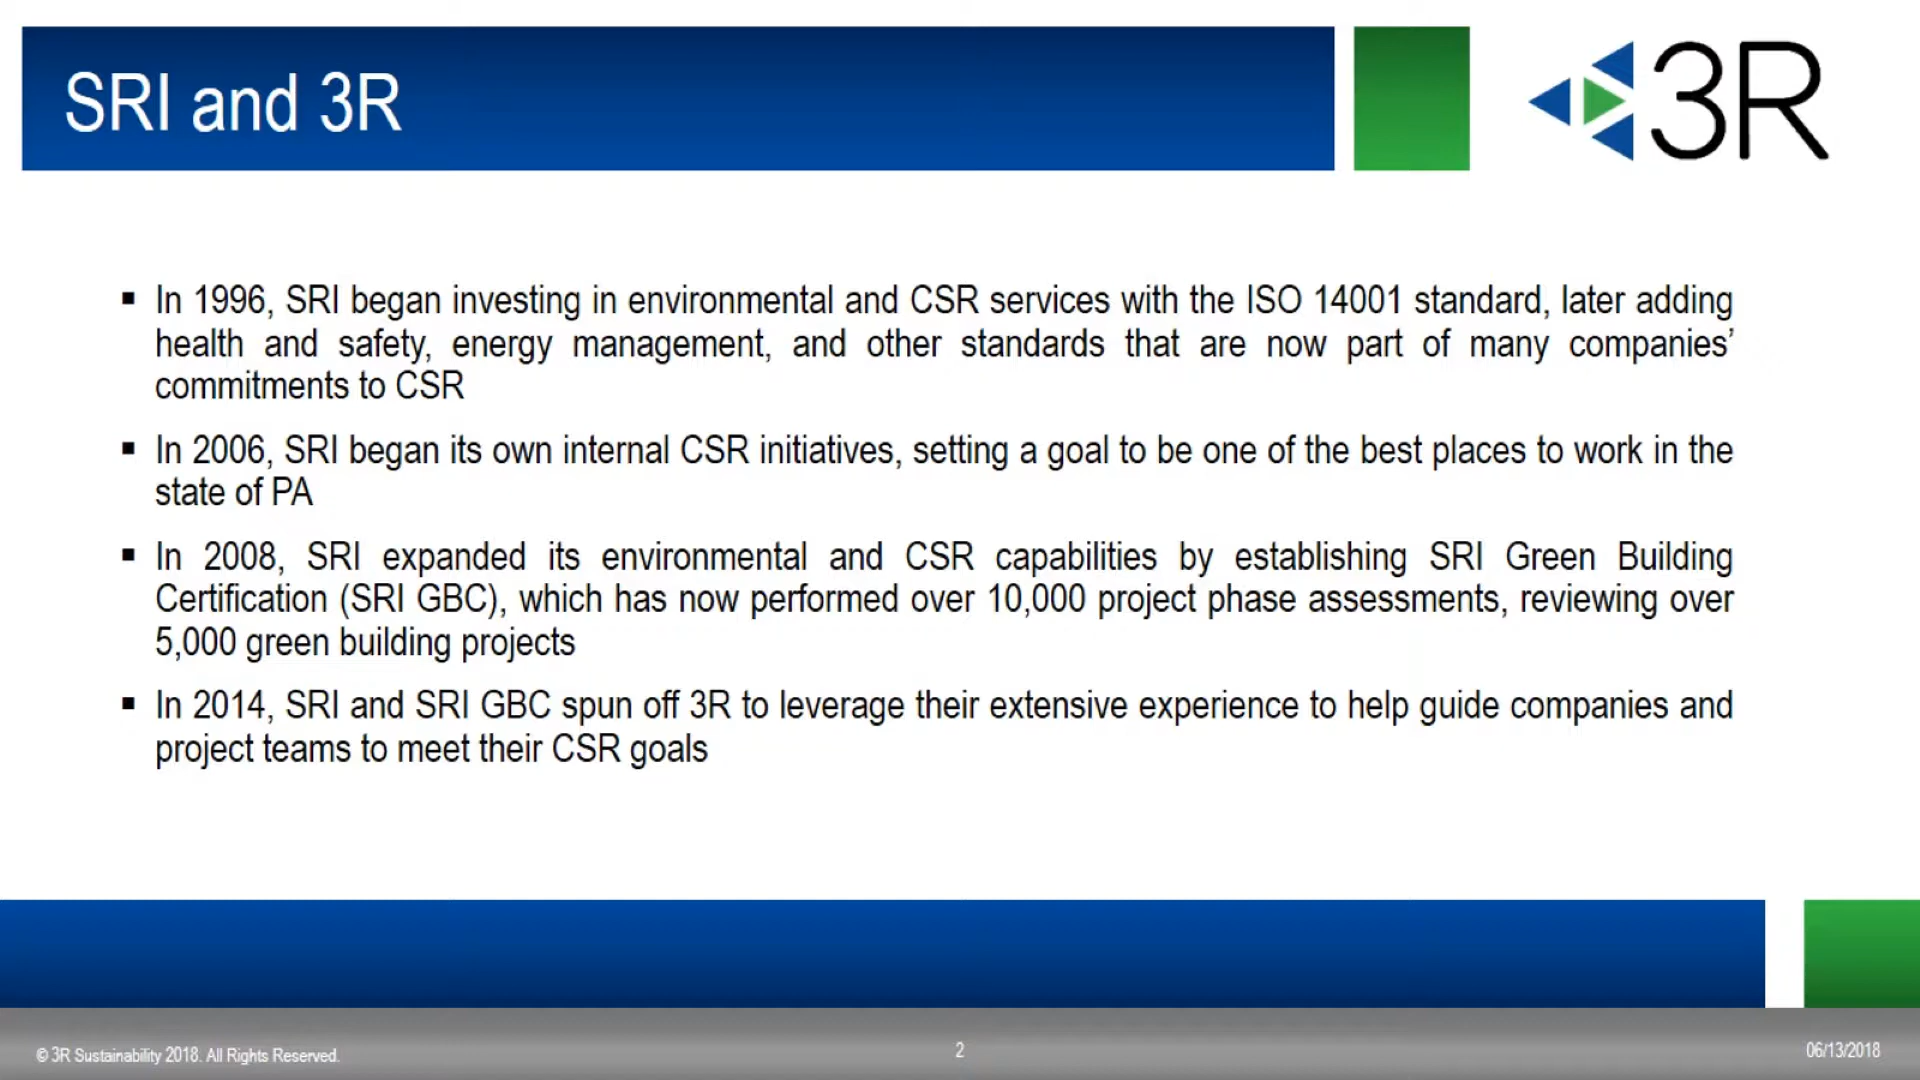 SRI and 3R
3R
▪ In 1996, SRI began investing in environmental and CSR services with the ISO 14001 standard, later adding
health and safety, energy management, and other standards that are now part of many companies’
commitments to CSR
▪ In 2006, SRI began its own internal CSR initiatives, setting a goal to be one of the best places to work in the
state of PA
▪ In 2008, SRI expanded its environmental and CSR capabilities by establishing SRI Green Building
Certification (SRI GBC), which has now performed over 10,000 project phase assessments, reviewing over
5,000 green building projects
▪ In 2014, SRI and SRI GBC spun off 3R to leverage their extensive experience to help guide companies and
project teams to meet their CSR goals
© 3R Sustainability 2018. All Rights Reserved.
2
06/13/2018